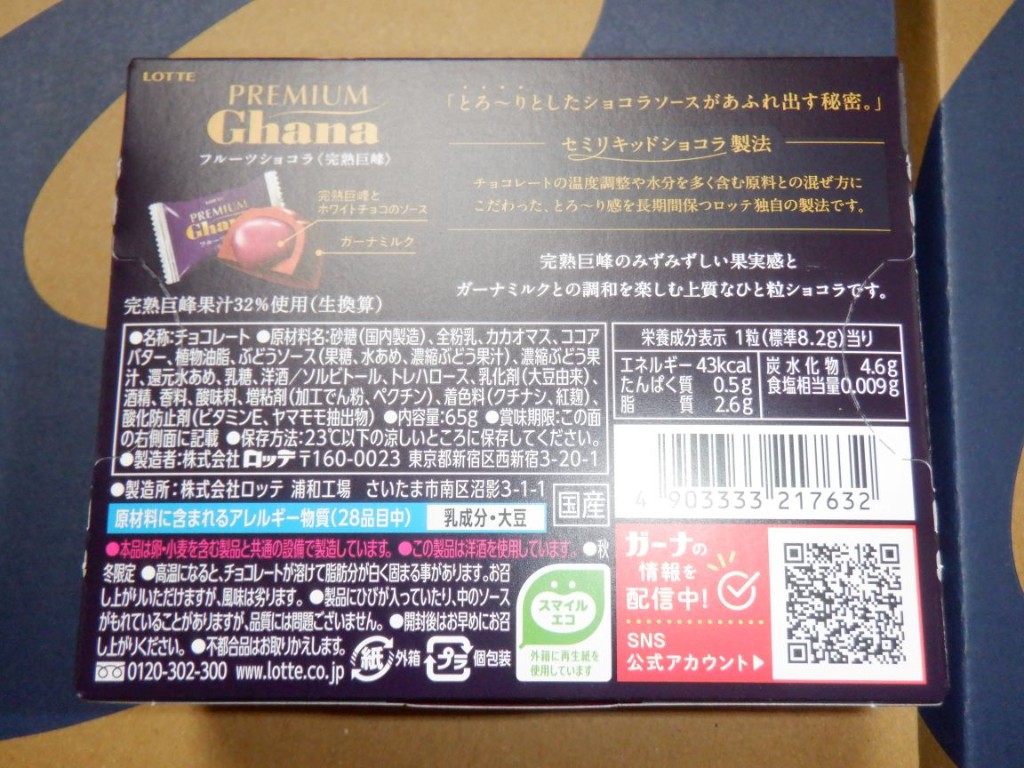 LOTTE
PREMIUM
Ghana
フルーツショコラ〈完熟巨峰〉
完熟巨峰と
ホワイトチョコのソース
ガーナミルク
PREMIUM
完熟巨峰果汁32%使用(生換算)
「とろ〜りとしたショコラソースがあふれ出す秘密。」
セミリキッドショコラ 製法
チョコレートの温度調整や水分を多く含む原料との混ぜ方に
こだわった、とろ〜り感を長期間保つロッテ独自の製法です。
完熟巨峰のみずみずしい果実感と
ガーナミルクとの調和を楽しむ上質なひと粒ショコラです。
●名称:チョコレート ●原材料名:砂糖(国内製造)、全粉乳、カカオマス、ココア
バター、植物油脂、ぶどうソース(果糖、水あめ、濃縮ぶどう果汁)、濃縮ぶどう果
汁、還元水あめ、乳糖、洋酒/ソルビトール、トレハロース、乳化剤(大豆由来)、
酒精、香料、酸味料、増粘剤(加工でん粉、ペクチン)、着色料(クチナシ、紅麹)、
酸化防止剤(ビタミンE、ヤマモモ抽出物) ●内容量:65g ●賞味期限:この面
の右側面に記載 ●保存方法:23℃以下の涼しいところに保存してください。
●製造者:株式会社 ロッテ 〒160-0023 東京都新宿区西新宿3-20-1
●製造所:株式会社ロッテ 浦和工場 さいたま市南区沼影3-1-1
国産
原材料に含まれるアレルギー物質(28品目中) 乳成分・大豆
●本品は卵・小麦を含む製品と共通の設備で製造しています。 ●この製品は洋酒を使用しています。 ●秋
冬限定 ●高温になると、チョコレートが溶けて脂肪分が白く固まる事があります。お召
し上がりいただけますが、風味は劣ります。 ●製品にひびが入っていたり、中のソース
がもれていることがありますが、品質には問題ございません。 ●開封後はお早めにお召
し上がりください。 ●不都合品はお取りかえします。
0120-302-300 www.lotte.co.jp 紙 外箱 プラ 個包装
スマイル
エコ
外箱に再生紙を
使用しています
栄養成分表示 1粒(標準8.2g)当り
エネルギー 43kcal
たんぱく質 0.5g
脂質 2.6g
炭水化物 4.6g
食塩相当量 0.009g
4 903333 217632
ガーナの
情報を
配信中!
SNS
公式アカウント▶